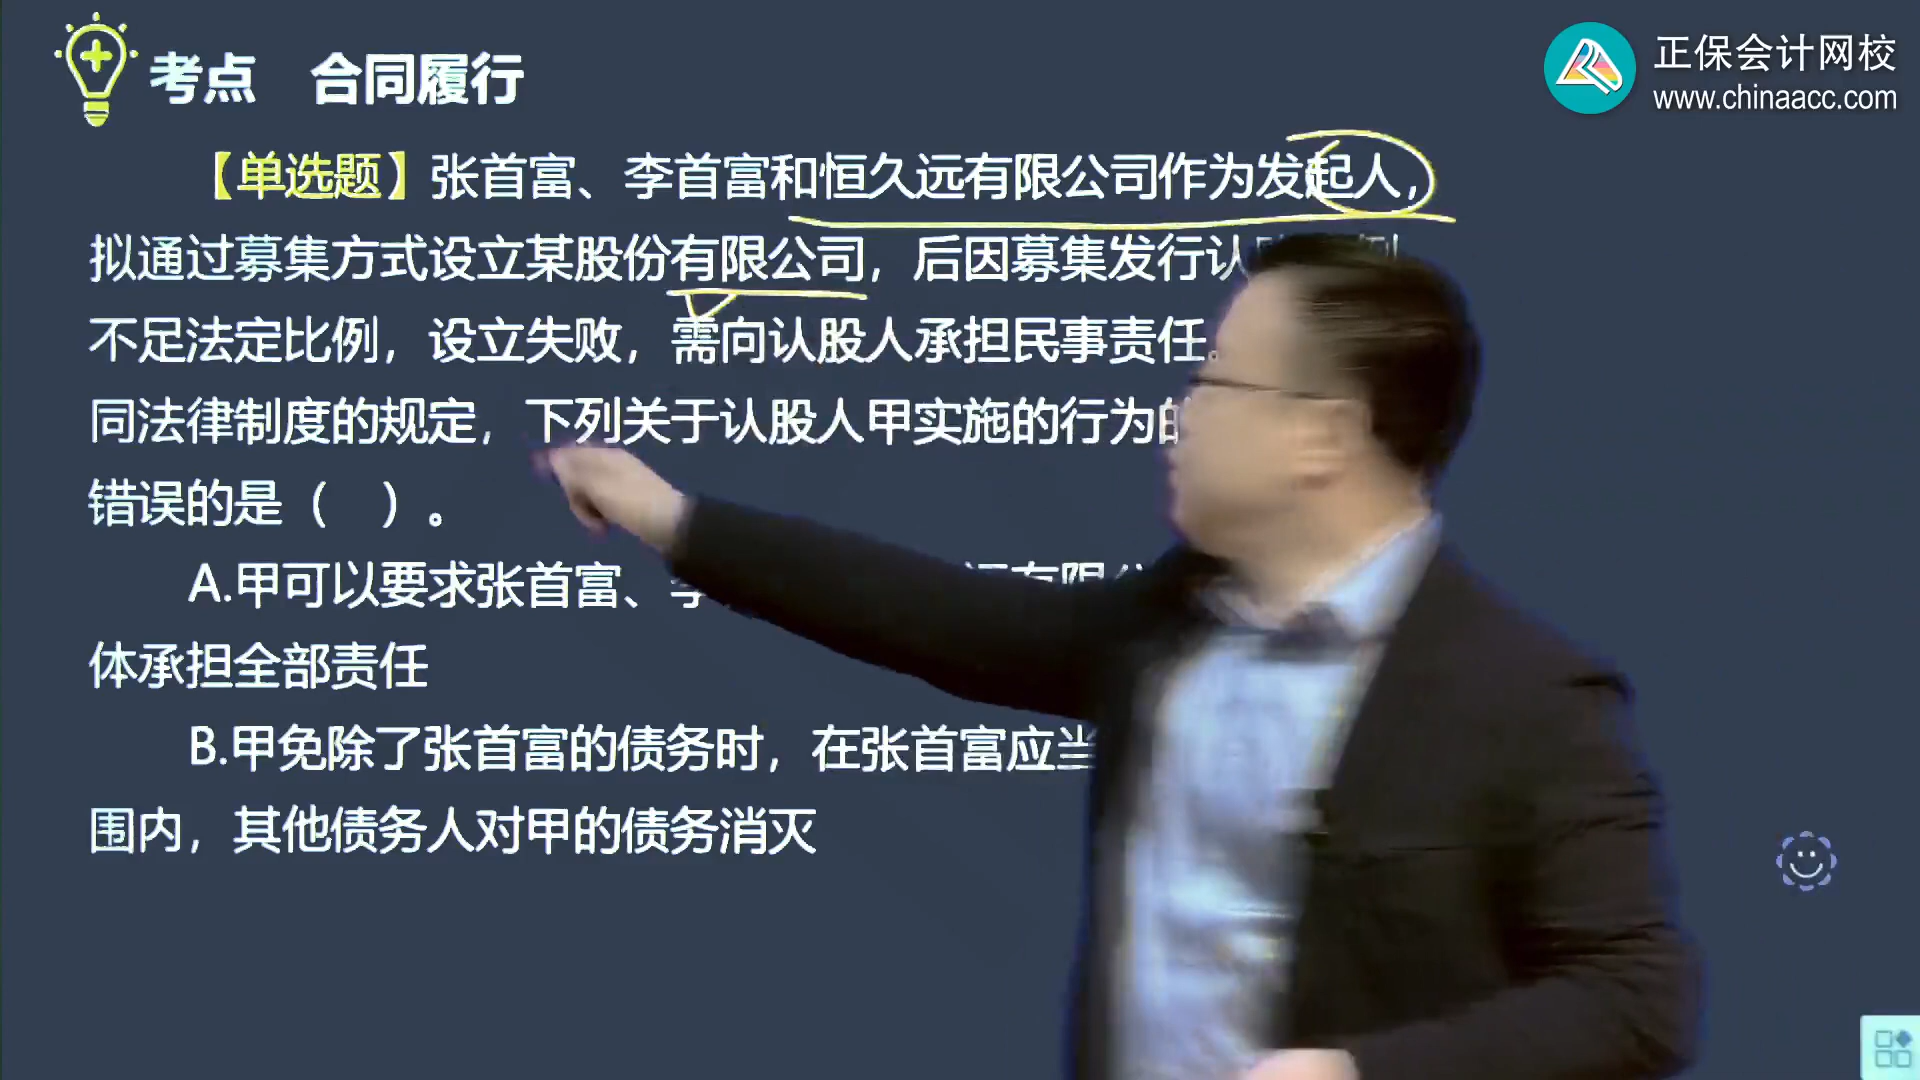 考点 合同履行
正保会计网校
www.chinaacc.com
【单选题】张首富、李首富和恒久远有限公司作为发起人，
拟通过募集方式设立某股份有限公司，后因募集发行认
不足法定比例，设立失败，需向认股人承担民事责任。
同法律制度的规定，下列关于认股人甲实施的行为的
错误的是（ ）。
A.甲可以要求张首富、李
体承担全部责任
B.甲免除了张首富的债务时，在张首富应当
围内，其他债务人对甲的债务消灭